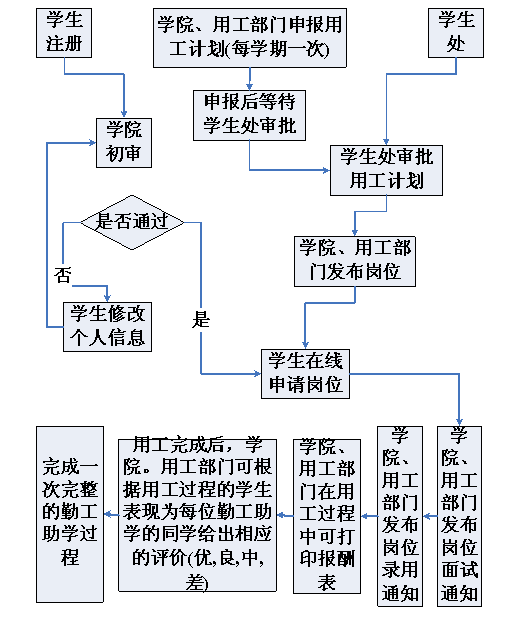 学生
注册
学院、用工部门申报用
工计划(每学期一次)
学生
处
申报后等待
学生处审批
学院
初审
学生处审批
用工计划
是否通过
学院、用工部
门发布岗位
否
学生修改
个人信息
是
学生在线
申请岗位
完成一
次完整
的勤工
助学过
程
用工完成后，学
院。用工部门可根
据用工过程的学生
表现为每位勤工助
学的同学给出相应
的评价(优,良,中,
差)
学院、
用工部
门在用
工过程
中可打
印报酬
表
学
院、
用工
部门
发布
岗位
录用
通知
学
院、
用工
部门
发布
岗位
面试
通知